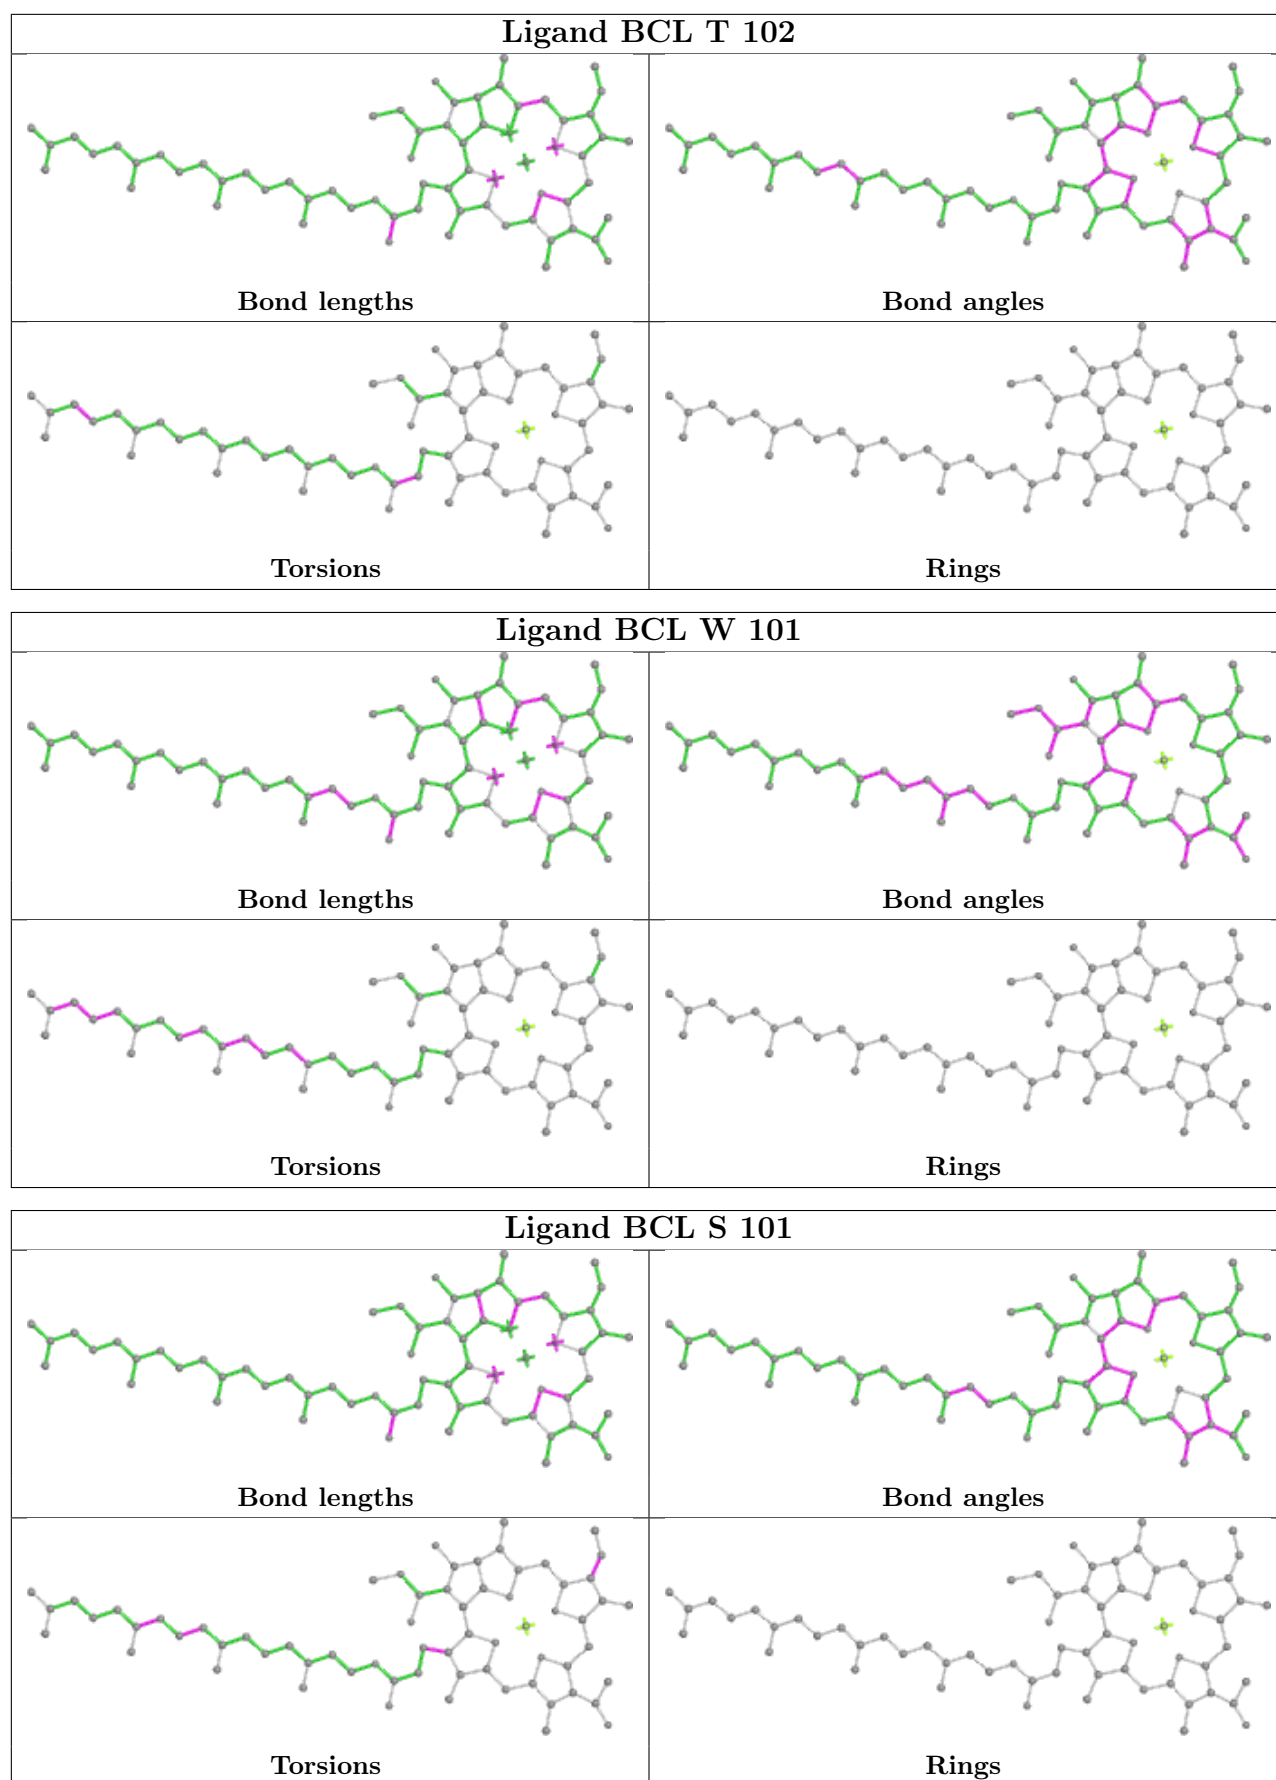 Ligand BCL T 102
Bond lengths
Bond angles
Torsions
Rings
Ligand BCL W 101
Bond lengths
Bond angles
Torsions
Rings
Ligand BCL S 101
Bond lengths
Bond angles
Torsions
Rings